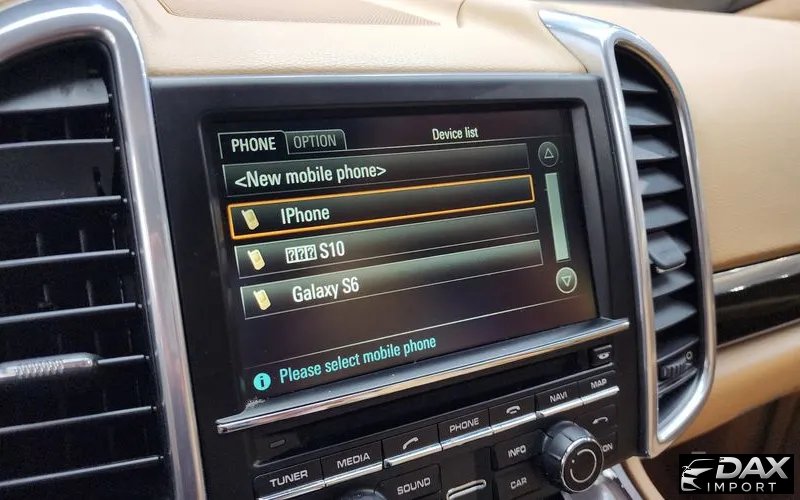 PHONE OPTION Device list
<New mobile phone>
IPhone
⍰⍰⍰ S10
Galaxy S6
Please select mobile phone
TUNER MEDIA PHONE NAVI MAP
SOUND INFO CAR
DAX
IMPORT